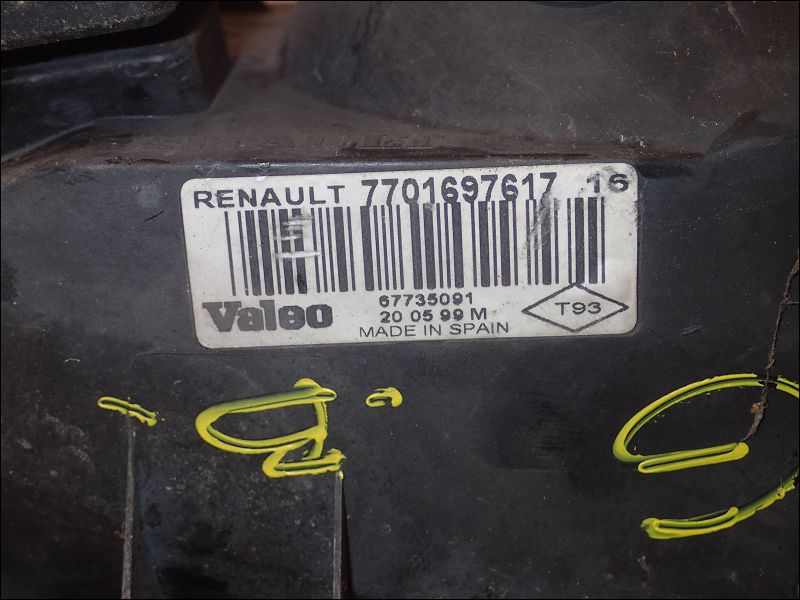 RENAULT 7701697617 16
67735091
Valeo
20 05 99 M
MADE IN SPAIN
T93